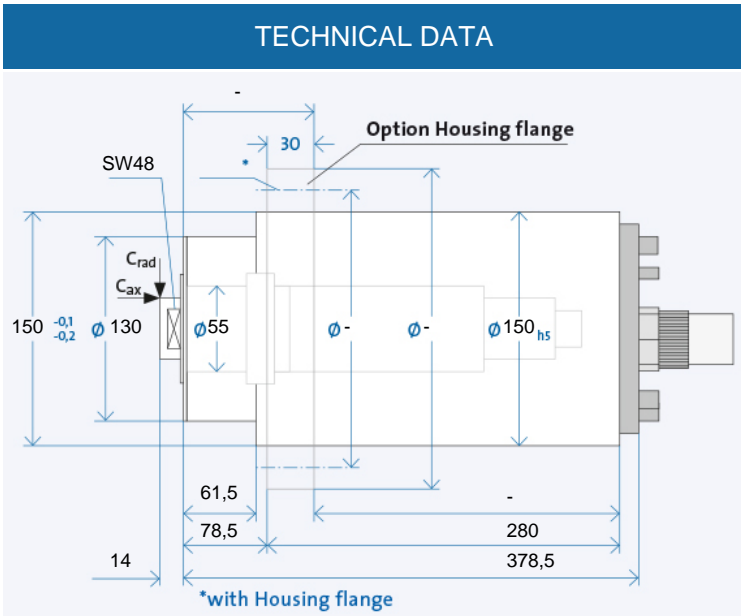 TECHNICAL DATA
-
30
Option Housing flange
SW48
*
Crad
Cax
150 -0,1 -0,2
Ø 130
Ø55
Ø-
Ø-
Ø150 h5
61,5
-
78,5
280
14
378,5
*with Housing flange